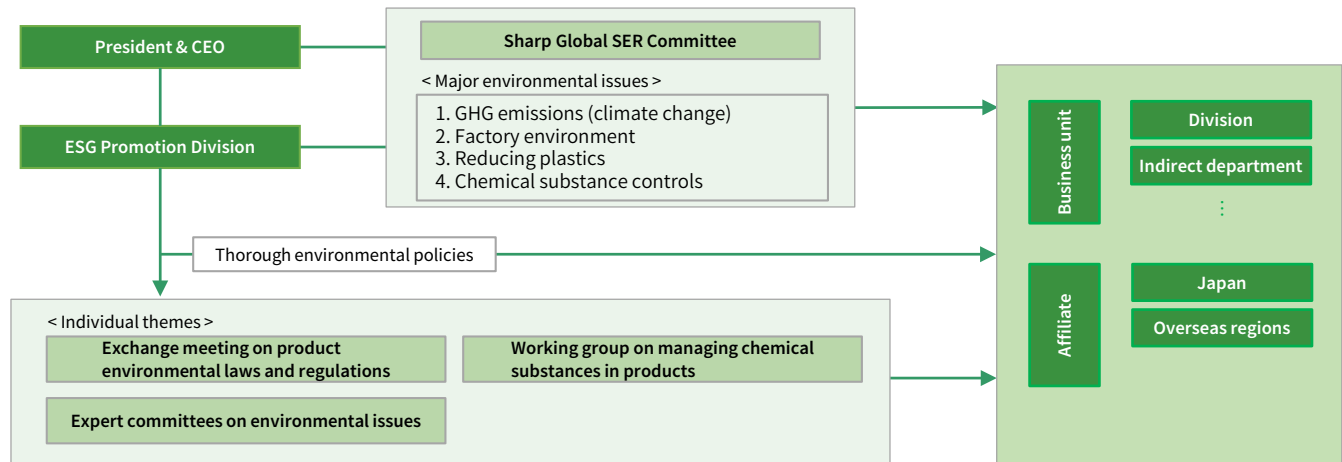 President & CEO
ESG Promotion Division
Sharp Global SER Committee
< Major environmental issues >
1. GHG emissions (climate change)
2. Factory environment
3. Reducing plastics
4. Chemical substance controls
Thorough environmental policies
< Individual themes >
Exchange meeting on product
environmental laws and regulations
Working group on managing chemical
substances in products
Expert committees on environmental issues
Business unit
Division
Indirect department
⋮
Affiliate
Japan
Overseas regions